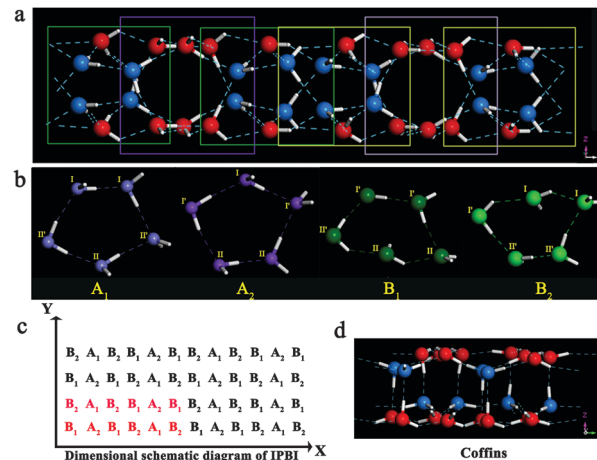 a
Z
b
I I II' II' II
I I' I' II II
I' I' II' II II
I I I' II' II'
A₁ A₂ B₁ B₂
c
Y
B₂ A₁ B₂ B₁ A₂ B₁ B₂ A₁ B₂ B₁ A₂ B₁
B₁ A₂ B₁ B₂ A₁ B₂ B₁ A₂ B₁ B₂ A₁ B₂
B₂ A₁ B₂ B₁ A₂ B₁ B₂ A₁ B₂ B₁ A₂ B₁
B₁ A₂ B₁ B₂ A₁ B₂ B₁ A₂ B₁ B₂ A₁ B₂
X
Dimensional schematic diagram of IPBI
d
Z
Coffins